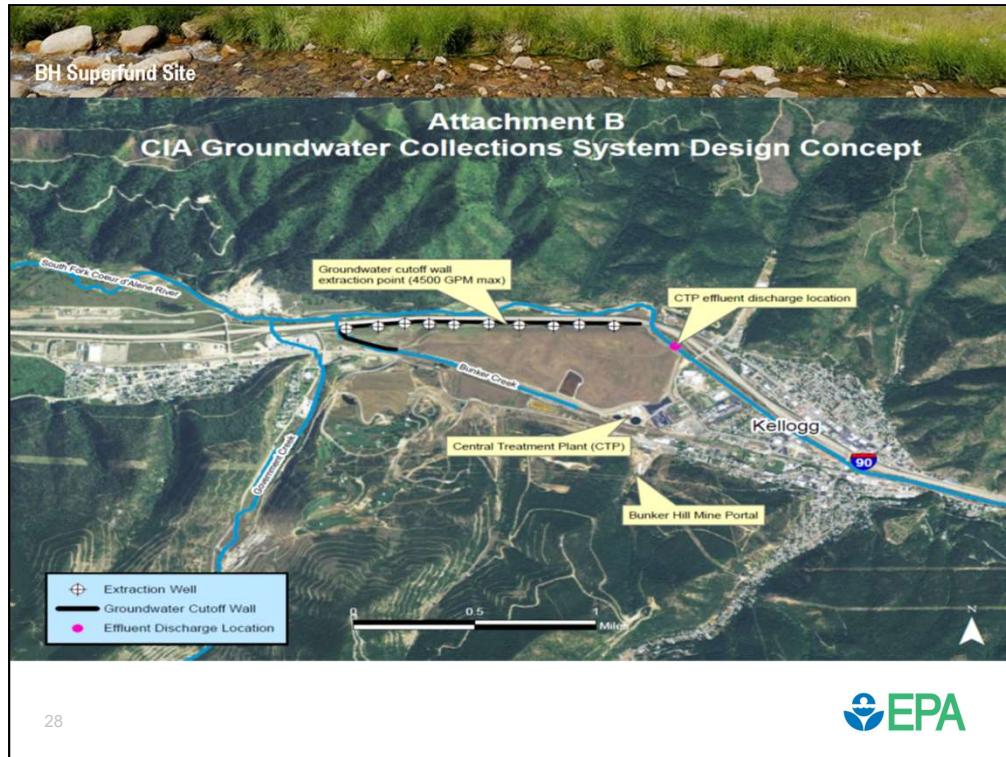 BH Superfund Site
Attachment B
CIA Groundwater Collections System Design Concept
South Fork Coeur d'Alene River
Groundwater cutoff wall
extraction point (4500 GPM max)
CTP effluent discharge location
Bunker Creek
Kellogg
Central Treatment Plant (CTP)
90
Government Creek
Bunker Hill Mine Portal
Extraction Well
Groundwater Cutoff Wall
Effluent Discharge Location
0 0.5 1
Miles
N
28
EPA